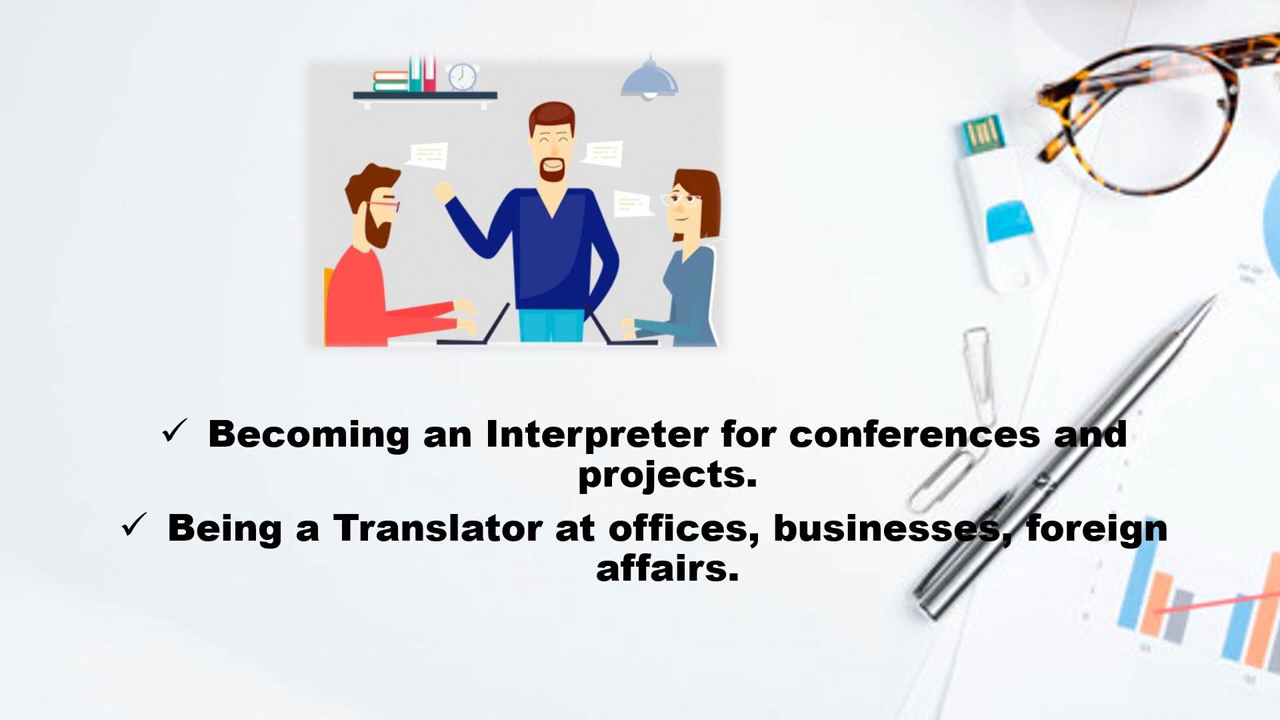 ✓ Becoming an Interpreter for conferences and
projects.
✓ Being a Translator at offices, businesses, foreign
affairs.